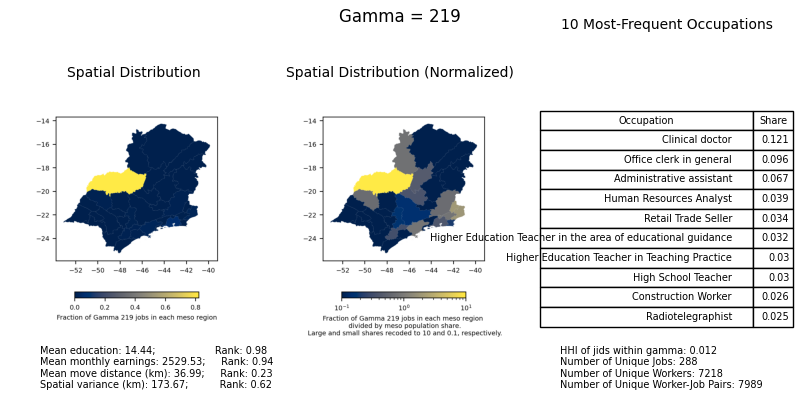 Gamma = 219
10 Most-Frequent Occupations
Spatial Distribution
Spatial Distribution (Normalized)
−14
−16
−18
−20
−22
−24
−52 −50 −48 −46 −44 −42 −40
0.0 0.2 0.4 0.6 0.8
Fraction of Gamma 219 jobs in each meso region
−14
−16
−18
−20
−22
−24
−52 −50 −48 −46 −44 −42 −40
10⁻¹ 10⁰ 10¹
Fraction of Gamma 219 jobs in each meso region
divided by meso population share.
Large and small shares recoded to 10 and 0.1, respectively.
Occupation Share
Clinical doctor 0.121
Office clerk in general 0.096
Administrative assistant 0.067
Human Resources Analyst 0.039
Retail Trade Seller 0.034
Higher Education Teacher in the area of educational guidance 0.032
Higher Education Teacher in Teaching Practice 0.03
High School Teacher 0.03
Construction Worker 0.026
Radiotelegraphist 0.025
Mean education: 14.44; Rank: 0.98
Mean monthly earnings: 2529.53; Rank: 0.94
Mean move distance (km): 36.99; Rank: 0.23
Spatial variance (km): 173.67; Rank: 0.62
HHI of jids within gamma: 0.012
Number of Unique Jobs: 288
Number of Unique Workers: 7218
Number of Unique Worker-Job Pairs: 7989